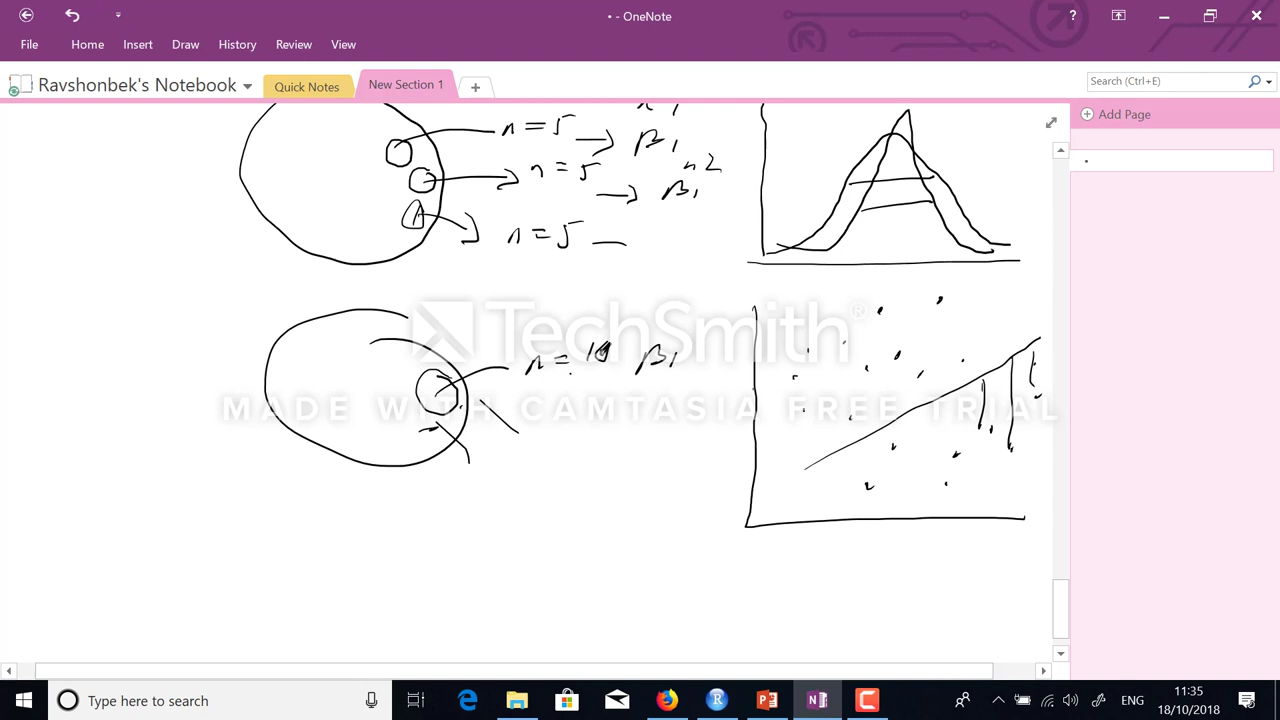 • - OneNote
?
File Home Insert Draw History Review View
Ravshonbek's Notebook
Quick Notes
New Section 1
+
Search (Ctrl+E)
Add Page
•
n = 5 → β1
n = 5 → β1
n2
n = 5
n = 10 β1
TechSmith®
MADE WITH CAMTASIA FREE TRIAL
Type here to search
ENG
11:35
18/10/2018